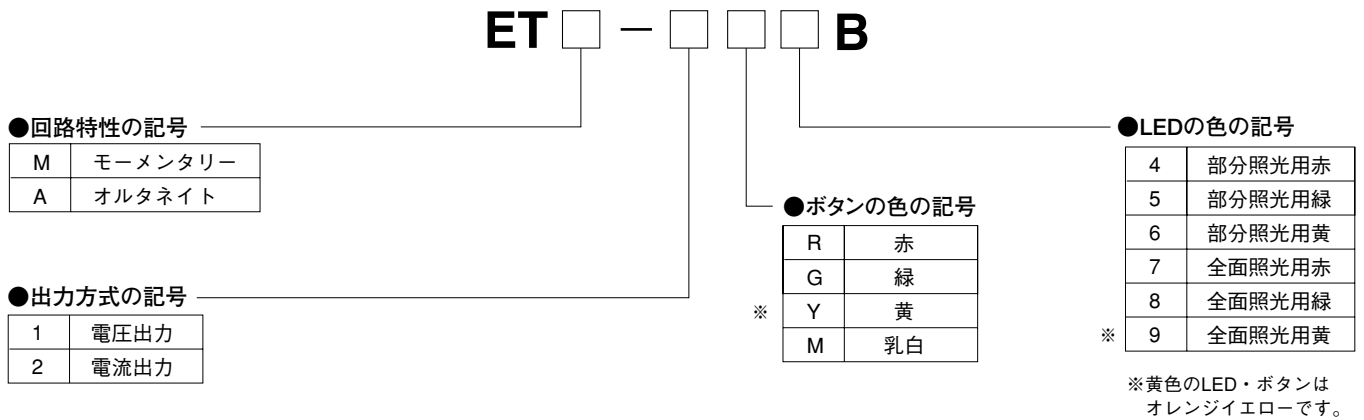 ET□－□□□B
●回路特性の記号
M モーメンタリー
A オルタネイト
●出力方式の記号
1 電圧出力
2 電流出力
●ボタンの色の記号
R 赤
G 緑
※ Y 黄
M 乳白
●LEDの色の記号
4 部分照光用赤
5 部分照光用緑
6 部分照光用黄
7 全面照光用赤
8 全面照光用緑
※ 9 全面照光用黄
※黄色のLED・ボタンは
オレンジイエローです。